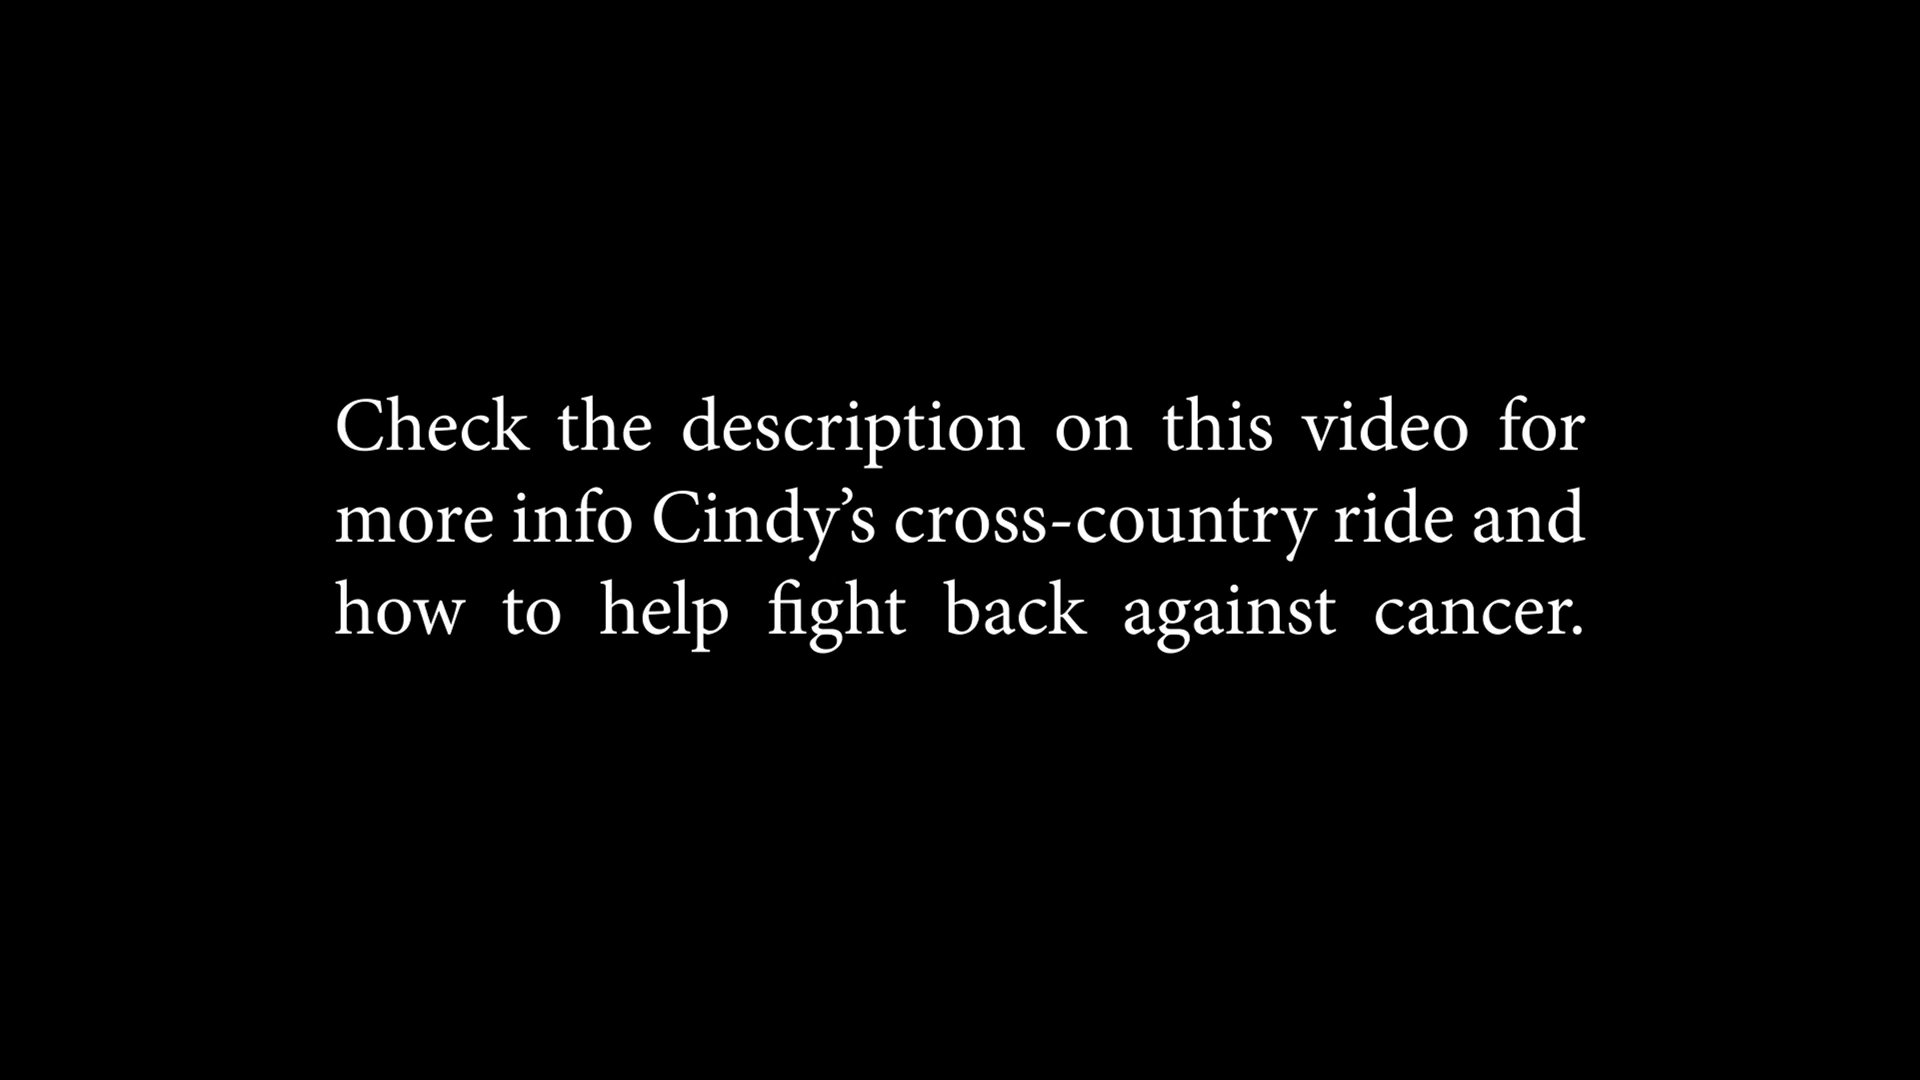 Check the description on this video for
more info Cindy’s cross-country ride and
how to help fight back against cancer.